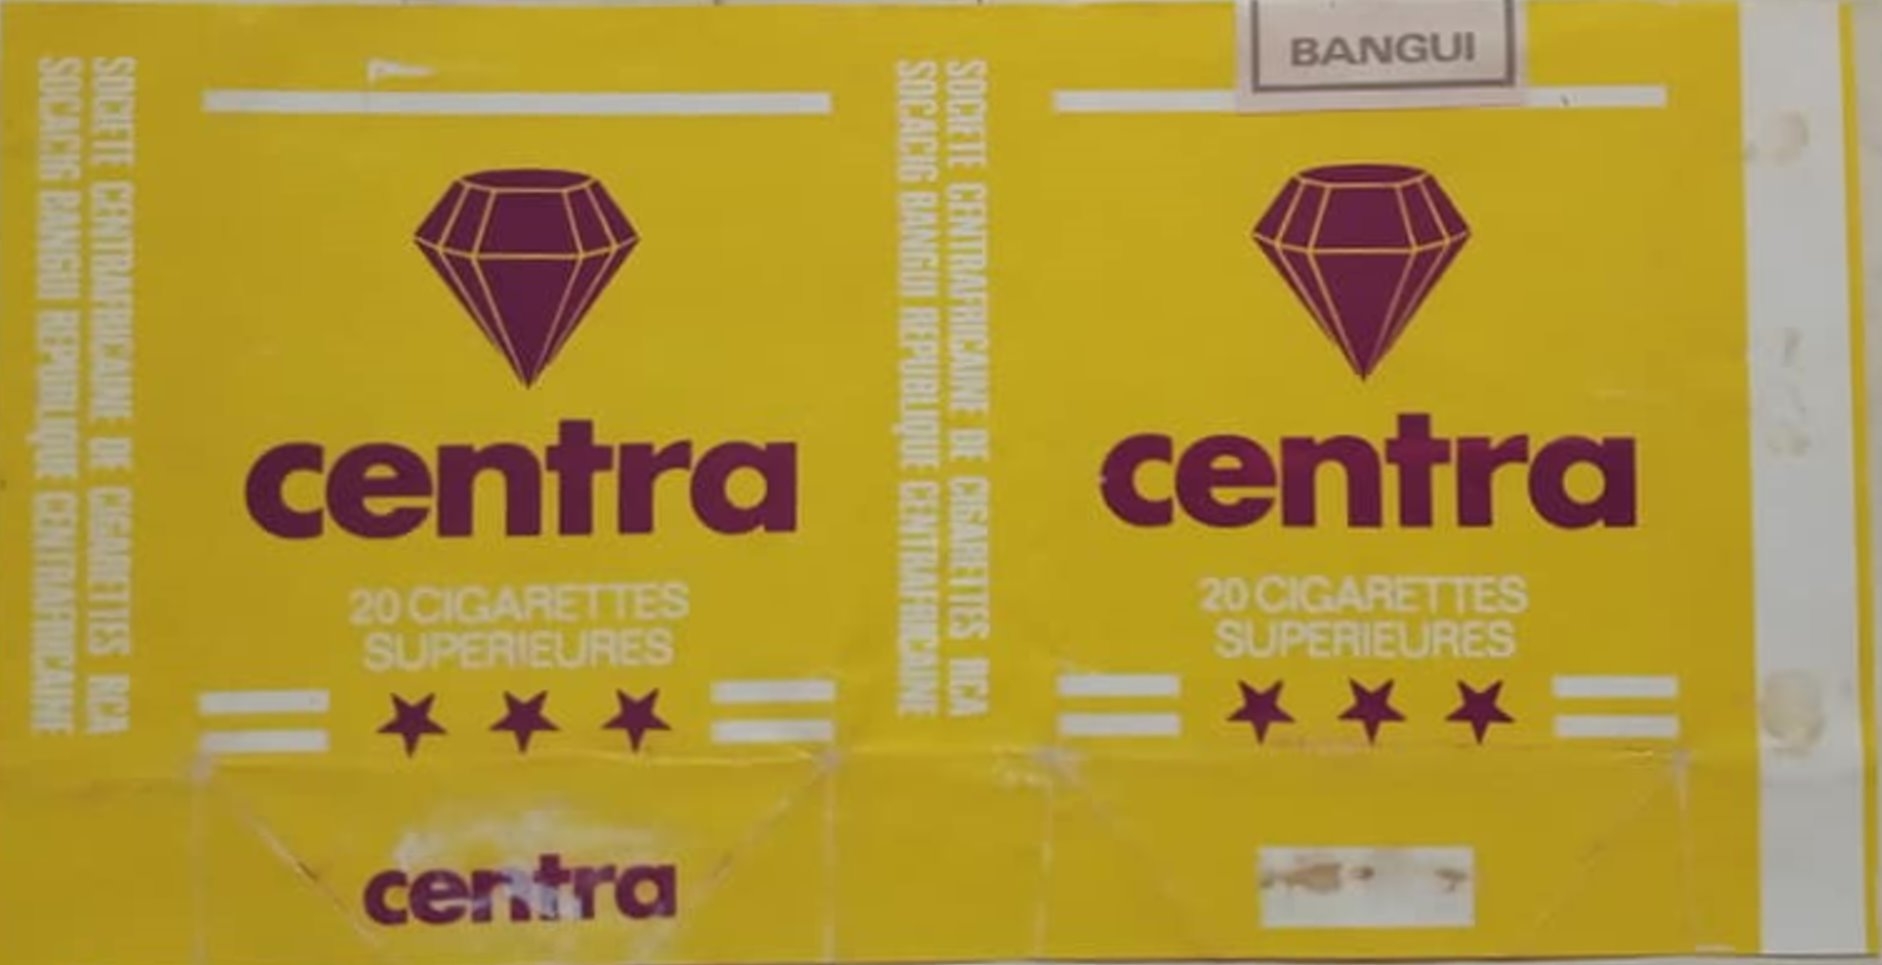 SOCIETE CENTRAFRICAINE DE CIGARETTES RCA
SOCACIG BANGUI REPUBLIQUE CENTRAFRICAINE
centra
20 CIGARETTES
SUPERIEURES
centra
SOCIETE CENTRAFRICAINE DE CIGARETTES RCA
SOCACIG BANGUI REPUBLIQUE CENTRAFRICAINE
BANGUI
centra
20 CIGARETTES
SUPERIEURES